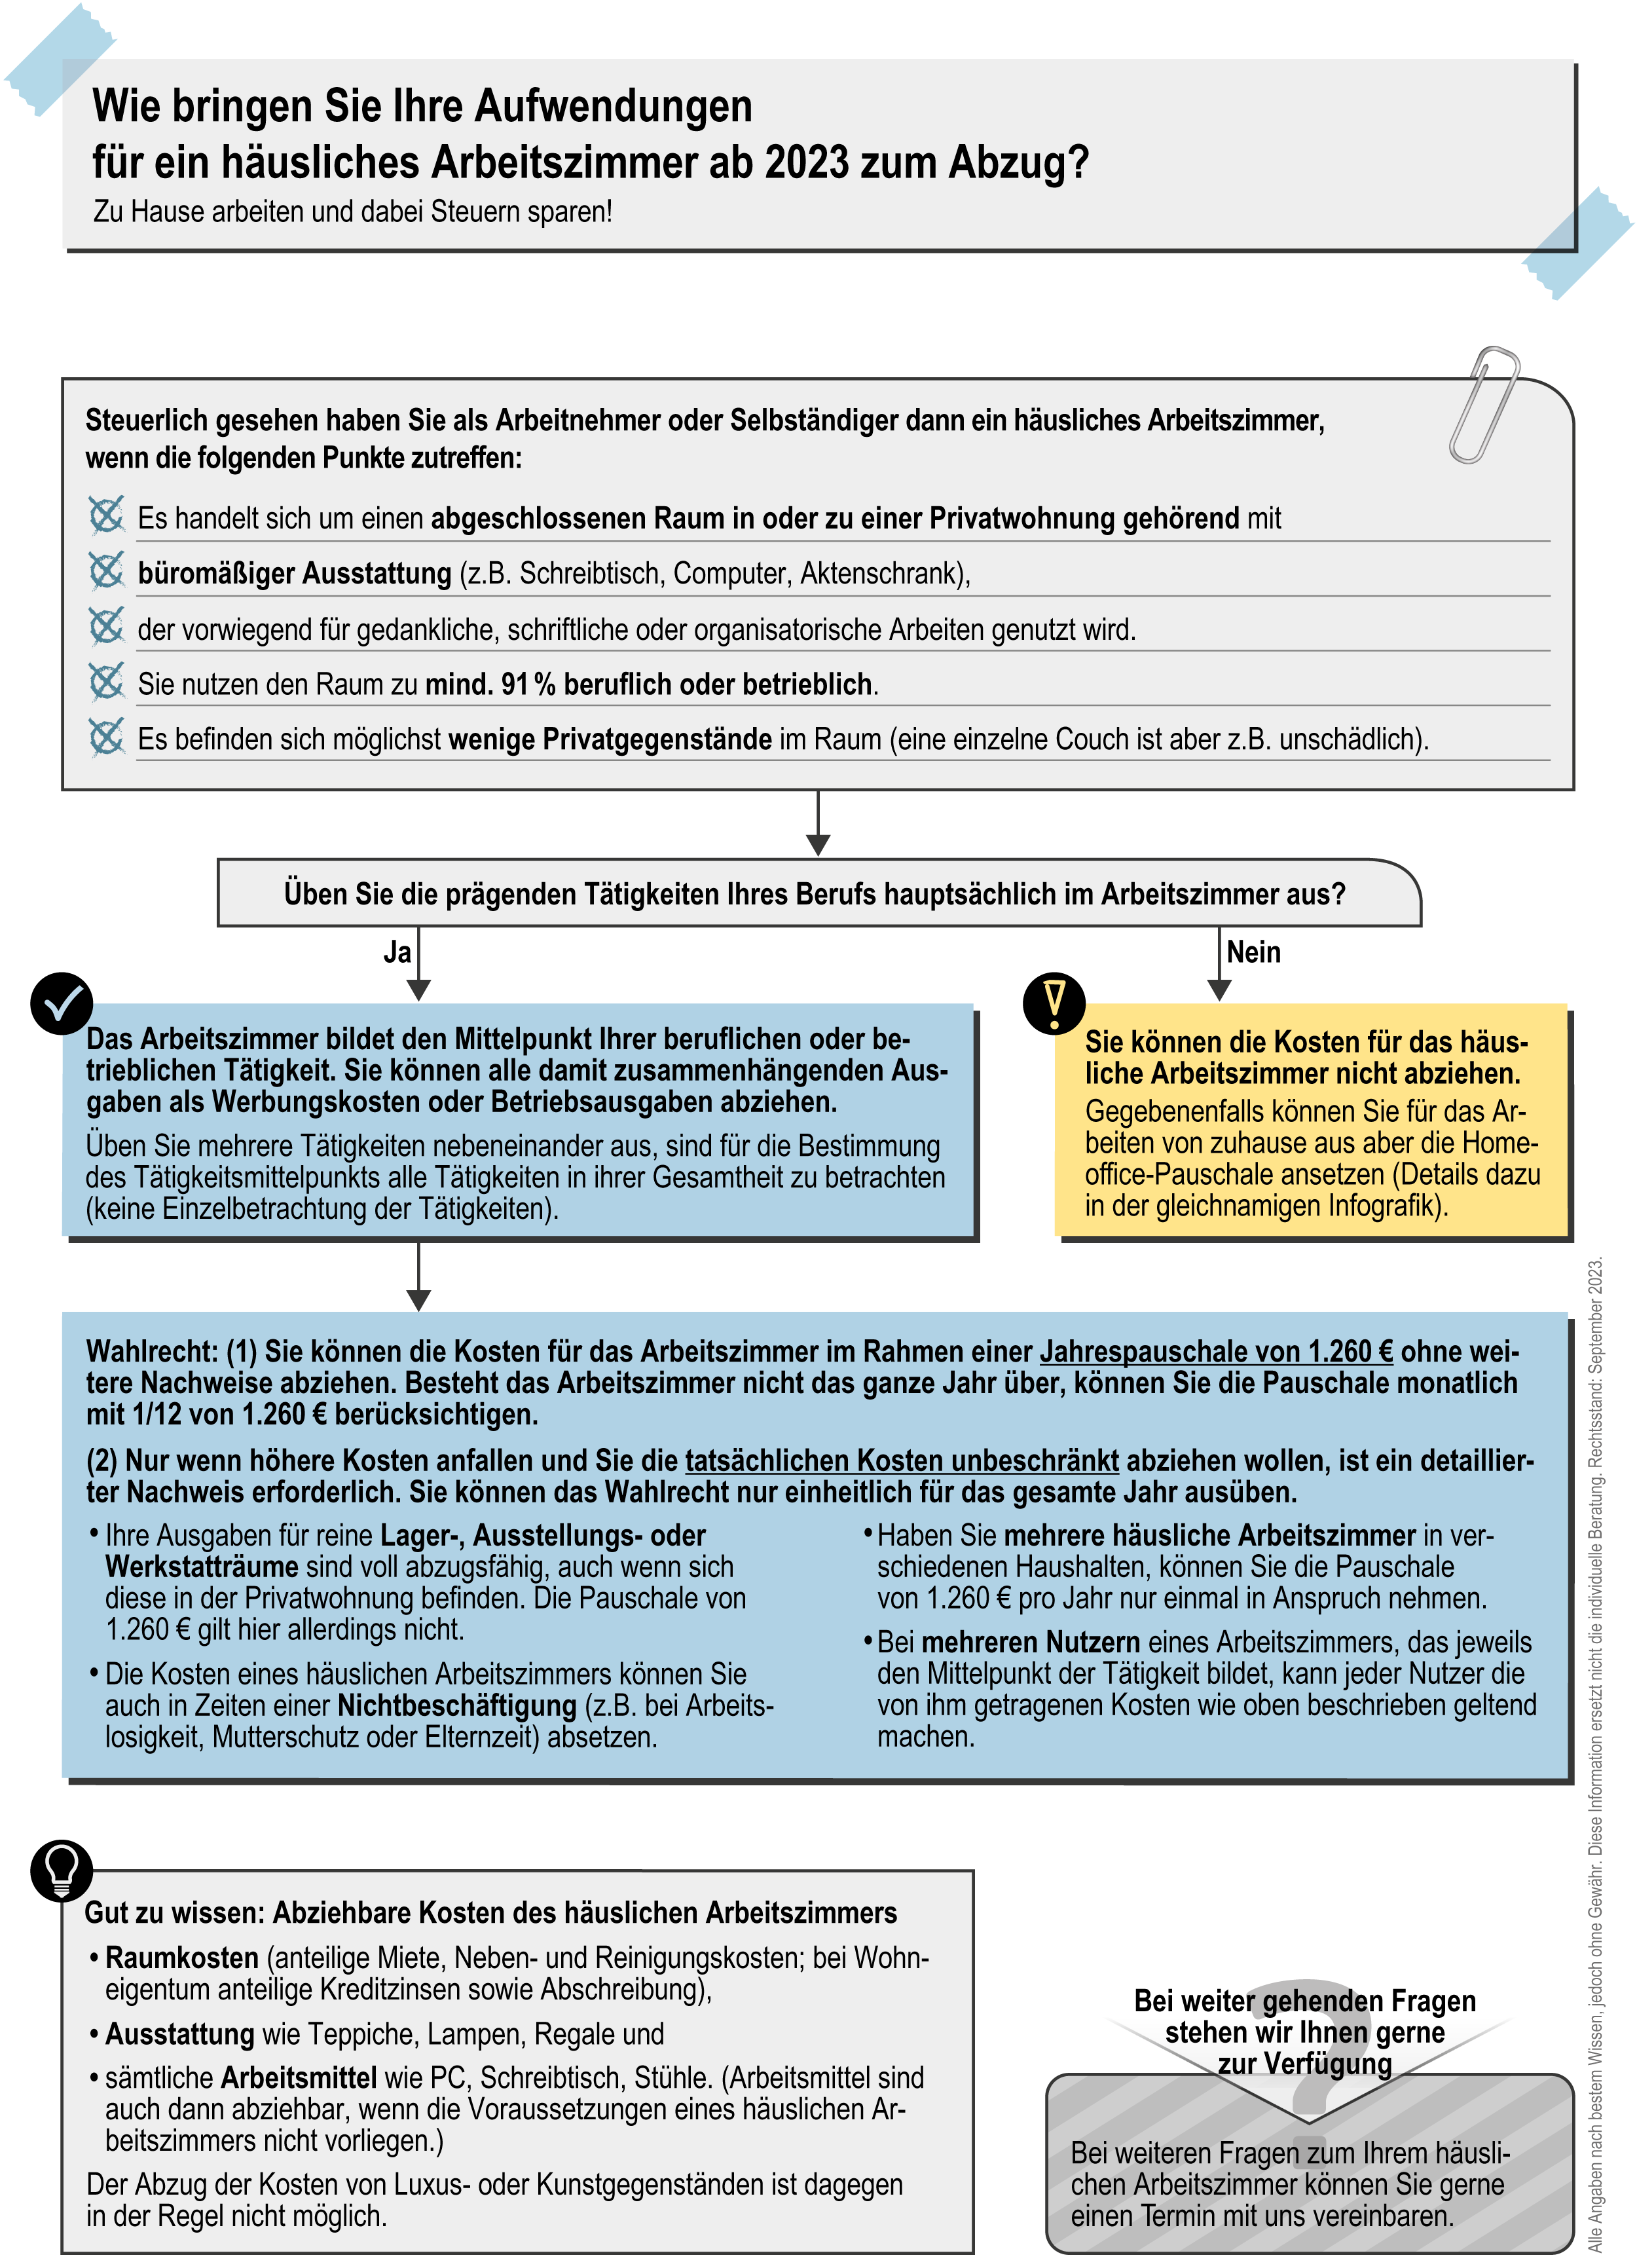 Wie bringen Sie Ihre Aufwendungen
für ein häusliches Arbeitszimmer ab 2023 zum Abzug?
Zu Hause arbeiten und dabei Steuern sparen!
Steuerlich gesehen haben Sie als Arbeitnehmer oder Selbständiger dann ein häusliches Arbeitszimmer,
wenn die folgenden Punkte zutreffen:
Es handelt sich um einen abgeschlossenen Raum in oder zu einer Privatwohnung gehörend mit
büromäßiger Ausstattung (z.B. Schreibtisch, Computer, Aktenschrank),
der vorwiegend für gedankliche, schriftliche oder organisatorische Arbeiten genutzt wird.
Sie nutzen den Raum zu mind. 91 % beruflich oder betrieblich.
Es befinden sich möglichst wenige Privatgegenstände im Raum (eine einzelne Couch ist aber z.B. unschädlich).
Üben Sie die prägenden Tätigkeiten Ihres Berufs hauptsächlich im Arbeitszimmer aus?
Ja
Nein
Das Arbeitszimmer bildet den Mittelpunkt Ihrer beruflichen oder be-
trieblichen Tätigkeit. Sie können alle damit zusammenhängenden Aus-
gaben als Werbungskosten oder Betriebsausgaben abziehen.
Üben Sie mehrere Tätigkeiten nebeneinander aus, sind für die Bestimmung
des Tätigkeitsmittelpunkts alle Tätigkeiten in ihrer Gesamtheit zu betrachten
(keine Einzelbetrachtung der Tätigkeiten).
Sie können die Kosten für das häus-
liche Arbeitszimmer nicht abziehen.
Gegebenenfalls können Sie für das Ar-
beiten von zuhause aus aber die Home-
office-Pauschale ansetzen (Details dazu
in der gleichnamigen Infografik).
Wahlrecht: (1) Sie können die Kosten für das Arbeitszimmer im Rahmen einer Jahrespauschale von 1.260 € ohne wei-
tere Nachweise abziehen. Besteht das Arbeitszimmer nicht das ganze Jahr über, können Sie die Pauschale monatlich
mit 1/12 von 1.260 € berücksichtigen.
(2) Nur wenn höhere Kosten anfallen und Sie die tatsächlichen Kosten unbeschränkt abziehen wollen, ist ein detaillier-
ter Nachweis erforderlich. Sie können das Wahlrecht nur einheitlich für das gesamte Jahr ausüben.
• Ihre Ausgaben für reine Lager-, Ausstellungs- oder
Werkstatträume sind voll abzugsfähig, auch wenn sich
diese in der Privatwohnung befinden. Die Pauschale von
1.260 € gilt hier allerdings nicht.
• Die Kosten eines häuslichen Arbeitszimmers können Sie
auch in Zeiten einer Nichtbeschäftigung (z.B. bei Arbeits-
losigkeit, Mutterschutz oder Elternzeit) absetzen.
• Haben Sie mehrere häusliche Arbeitszimmer in ver-
schiedenen Haushalten, können Sie die Pauschale
von 1.260 € pro Jahr nur einmal in Anspruch nehmen.
• Bei mehreren Nutzern eines Arbeitszimmers, das jeweils
den Mittelpunkt der Tätigkeit bildet, kann jeder Nutzer die
von ihm getragenen Kosten wie oben beschrieben geltend
machen.
Gut zu wissen: Abziehbare Kosten des häuslichen Arbeitszimmers
• Raumkosten (anteilige Miete, Neben- und Reinigungskosten; bei Wohn-
eigentum anteilige Kreditzinsen sowie Abschreibung),
• Ausstattung wie Teppiche, Lampen, Regale und
• sämtliche Arbeitsmittel wie PC, Schreibtisch, Stühle. (Arbeitsmittel sind
auch dann abziehbar, wenn die Voraussetzungen eines häuslichen Ar-
beitszimmers nicht vorliegen.)
Der Abzug der Kosten von Luxus- oder Kunstgegenständen ist dagegen
in der Regel nicht möglich.
?
Bei weiter gehenden Fragen
stehen wir Ihnen gerne
zur Verfügung
Bei weiteren Fragen zum Ihrem häusli-
chen Arbeitszimmer können Sie gerne
einen Termin mit uns vereinbaren.
Alle Angaben nach bestem Wissen, jedoch ohne Gewähr. Diese Information ersetzt nicht die individuelle Beratung. Rechtsstand: September 2023.